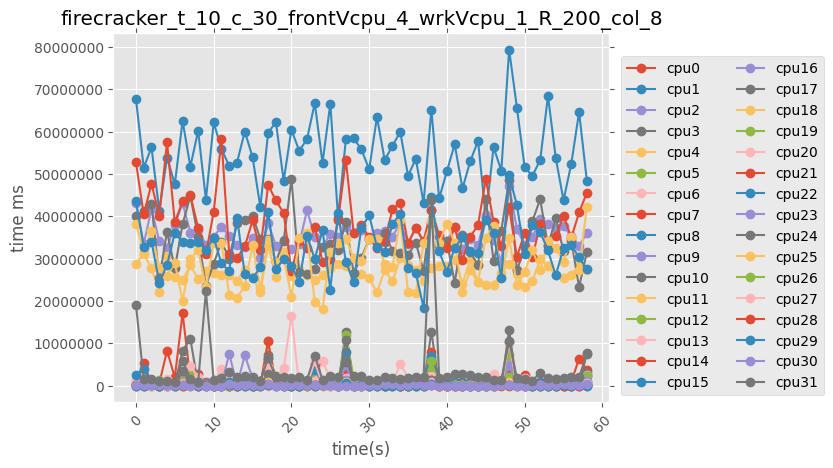 firecracker_t_10_c_30_frontVcpu_4_wrkVcpu_1_R_200_col_8
time ms
80000000
70000000
60000000
50000000
40000000
30000000
20000000
10000000
0
0
10
20
30
40
50
60
time(s)
cpu0
cpu1
cpu2
cpu3
cpu4
cpu5
cpu6
cpu7
cpu8
cpu9
cpu10
cpu11
cpu12
cpu13
cpu14
cpu15
cpu16
cpu17
cpu18
cpu19
cpu20
cpu21
cpu22
cpu23
cpu24
cpu25
cpu26
cpu27
cpu28
cpu29
cpu30
cpu31